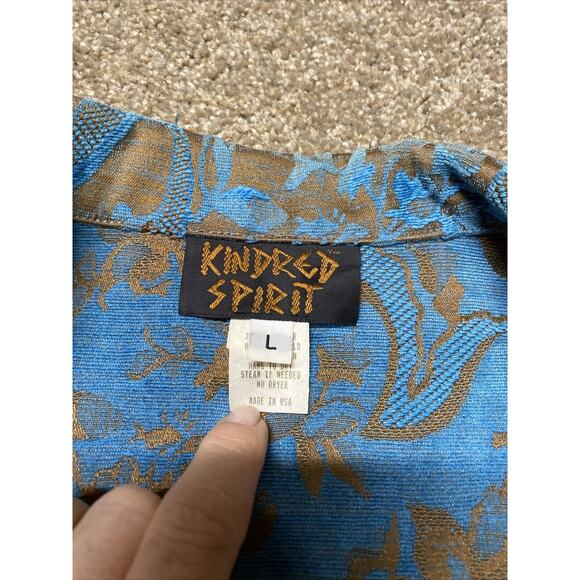 KINDRED
SPIRIT
L
HANG TO DRY
STEAM IF NEEDED
NO DRYER
MADE IN USA